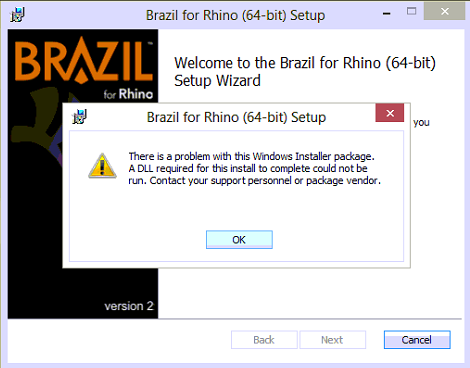 Brazil for Rhino (64-bit) Setup
BRAZIL
for Rhino
Welcome to the Brazil for Rhino (64-bit)
Setup Wizard
you
Brazil for Rhino (64-bit) Setup
There is a problem with this Windows Installer package.
A DLL required for this install to complete could not be
run. Contact your support personnel or package vendor.
OK
version 2
Back
Next
Cancel